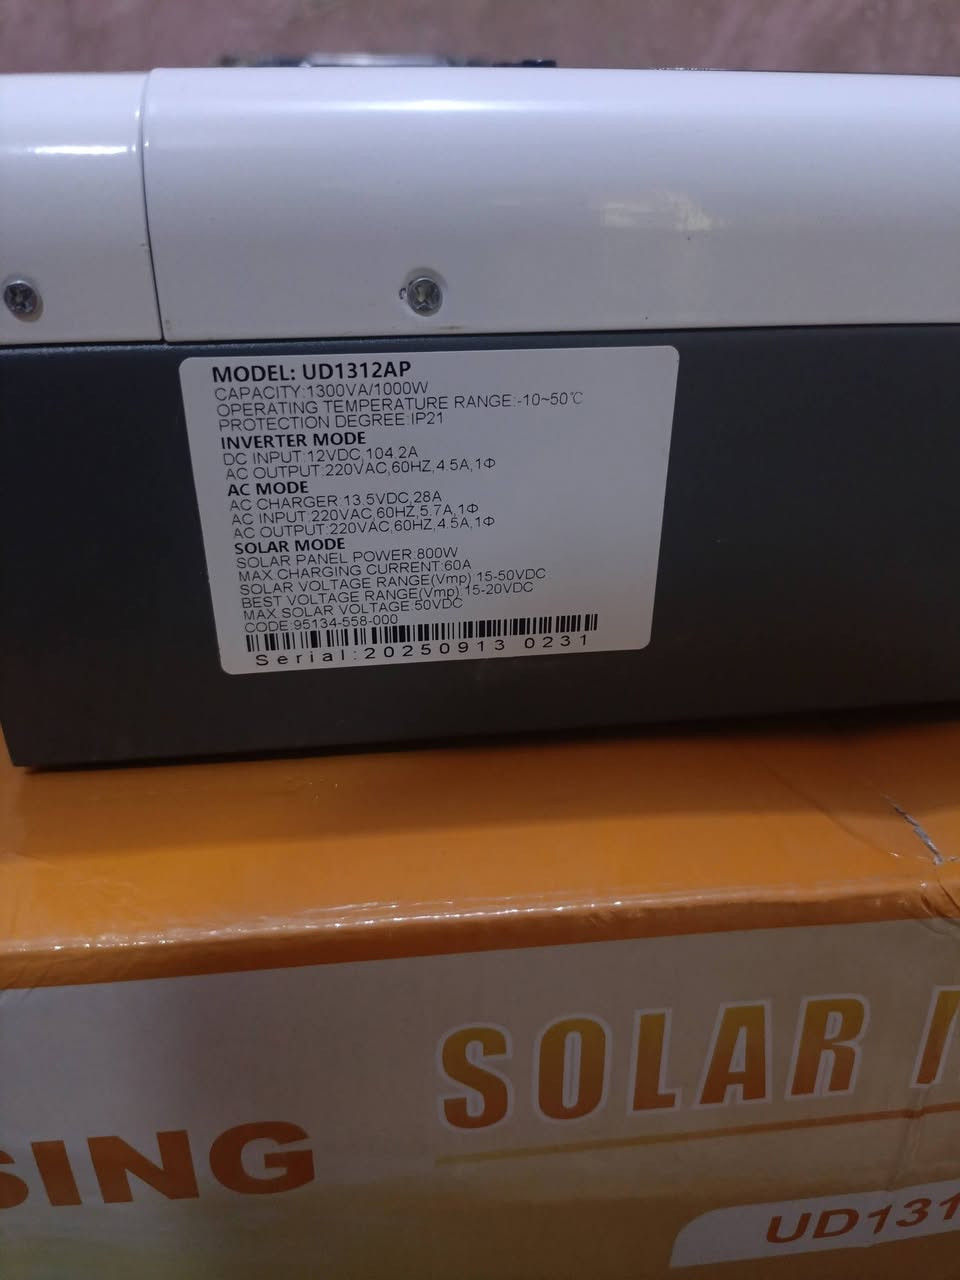 MODEL: UD1312AP
CAPACITY:1300VA/1000W
OPERATING TEMPERATURE RANGE:-10~50℃
PROTECTION DEGREE:IP21
INVERTER MODE
DC INPUT:12VDC,104.2A
AC OUTPUT:220VAC,60HZ,4.5A,1Φ
AC MODE
AC CHARGER:13.5VDC,28A
AC INPUT:220VAC,60HZ,5.7A,1Φ
AC OUTPUT:220VAC,60HZ,4.5A,1Φ
SOLAR MODE
SOLAR PANEL POWER:800W
MAX.CHARGING CURRENT:60A
SOLAR VOLTAGE RANGE(Vmp):15-50VDC
BEST VOLTAGE RANGE(Vmp):15-20VDC
MAX.SOLAR VOLTAGE:50VDC
CODE:95134-558-000
Serial:20250913 0231
SOLAR
SING
UD131